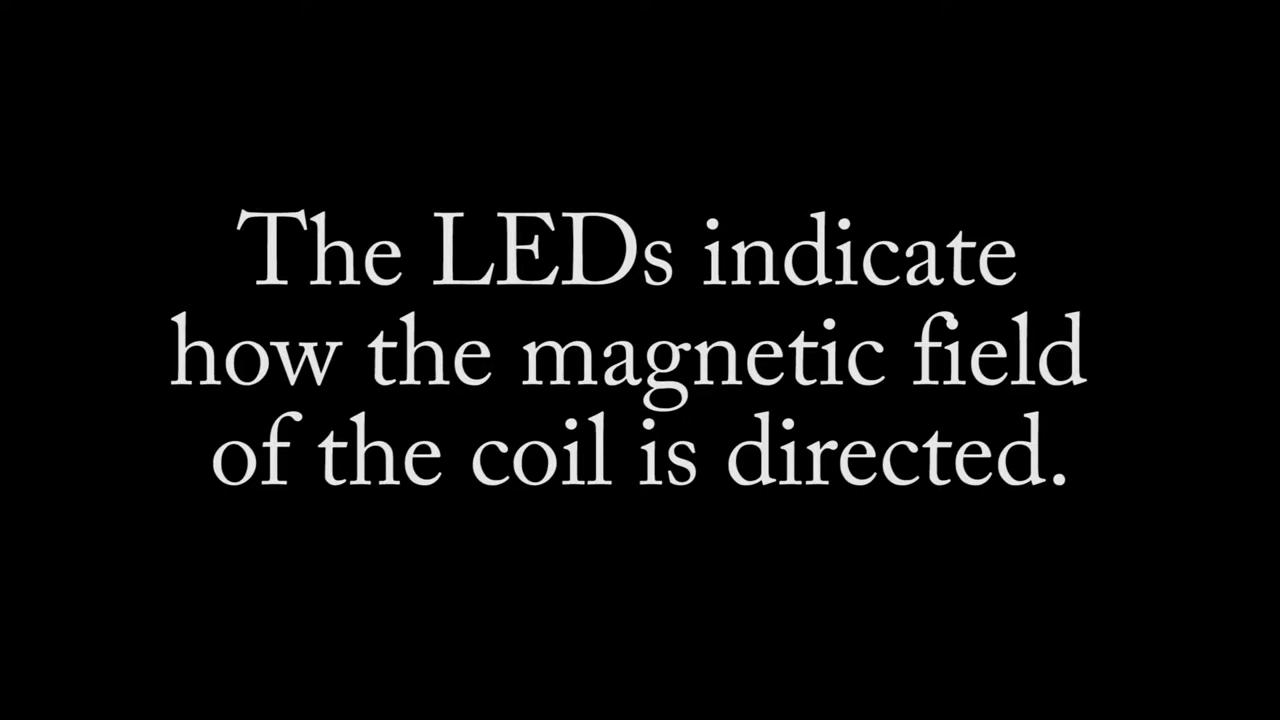 The LEDs indicate
how the magnetic field
of the coil is directed.